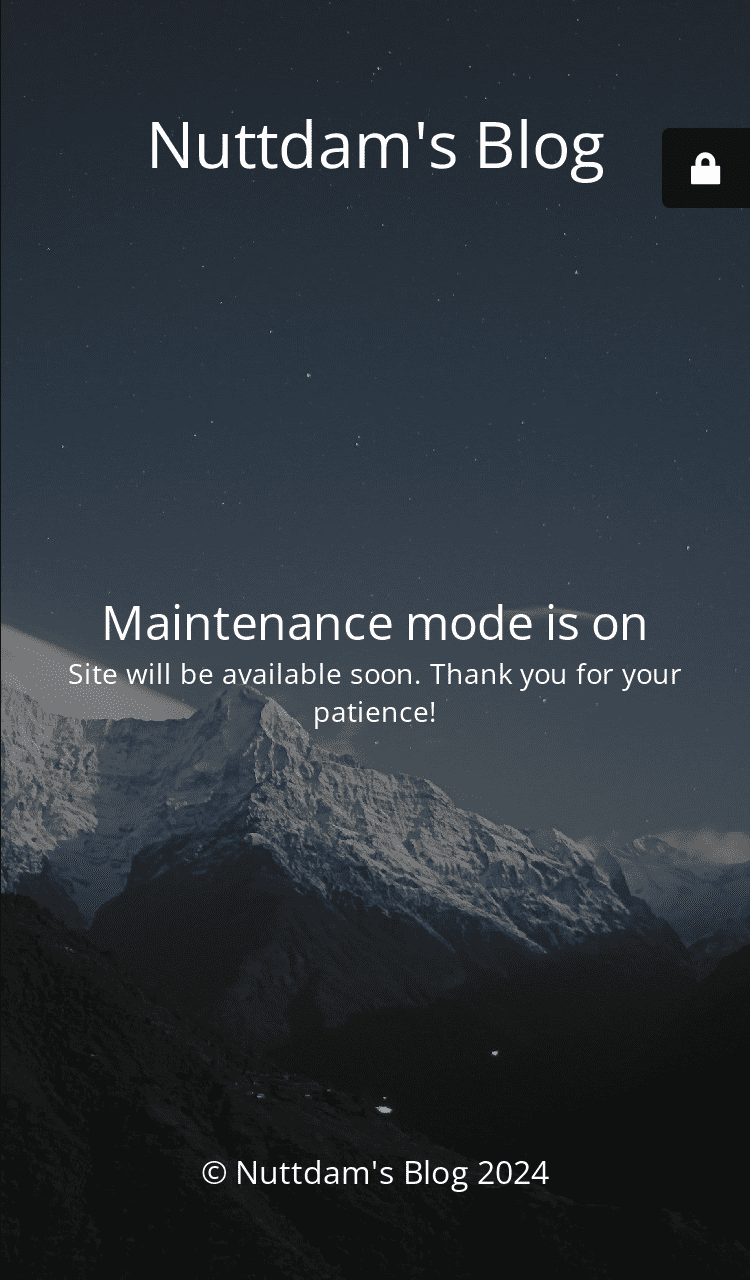 Nuttdam's Blog
Maintenance mode is on
Site will be available soon. Thank you for your
patience!
© Nuttdam's Blog 2024